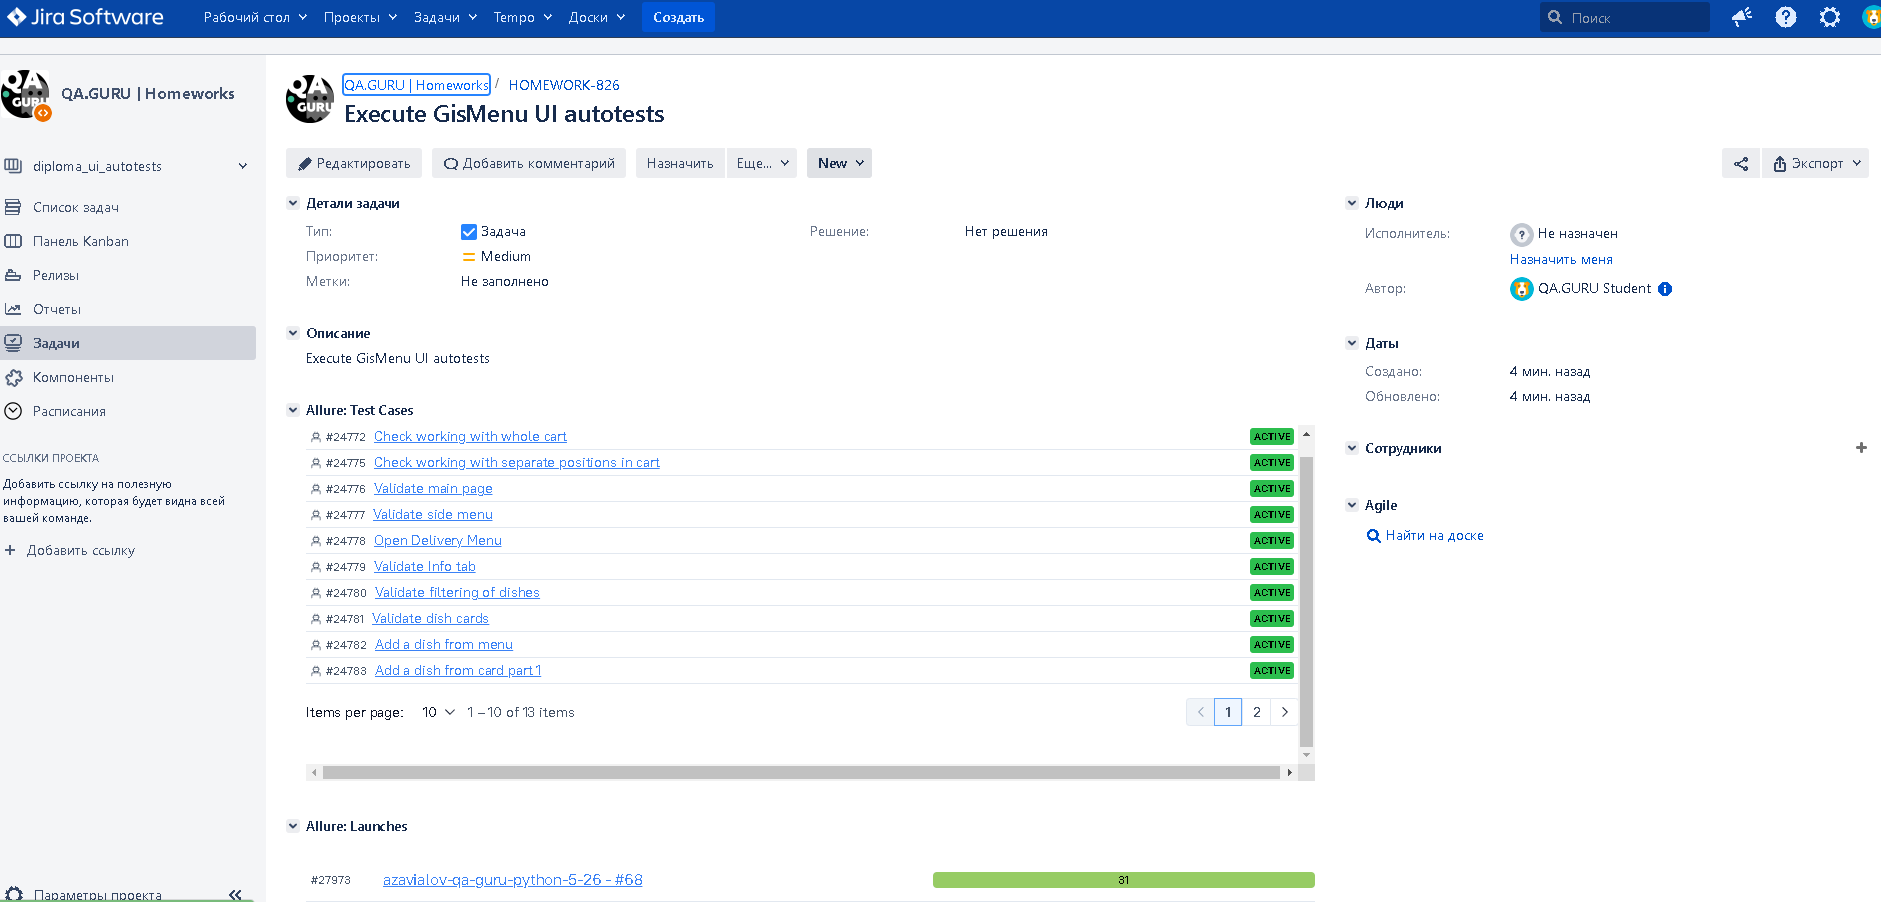 Jira Software
Рабочий стол
Проекты
Задачи
Tempo
Доски
Создать
Поиск
QA.GURU | Homeworks
diploma_ui_autotests
Список задач
Панель Kanban
Релизы
Отчеты
Задачи
Компоненты
Расписания
ССЫЛКИ ПРОЕКТА
Добавить ссылку на полезную
информацию, которая будет видна всей
вашей команде.
+ Добавить ссылку
Параметры проекта
QA
GURU
QA.GURU | Homeworks / HOMEWORK-826
Execute GisMenu UI autotests
Редактировать
Добавить комментарий
Назначить
Еще...
New
Экспорт
Детали задачи
Тип: Задача
Решение: Нет решения
Приоритет: Medium
Метки: Не заполнено
Описание
Execute GisMenu UI autotests
Allure: Test Cases
#24772 Check working with whole cart ACTIVE
#24775 Check working with separate positions in cart ACTIVE
#24776 Validate main page ACTIVE
#24777 Validate side menu ACTIVE
#24778 Open Delivery Menu ACTIVE
#24779 Validate Info tab ACTIVE
#24780 Validate filtering of dishes ACTIVE
#24781 Validate dish cards ACTIVE
#24782 Add a dish from menu ACTIVE
#24783 Add a dish from card part 1 ACTIVE
Items per page: 10 1 – 10 of 13 items
1 2
Allure: Launches
#27973 azavialov-qa-guru-python-5-26 - #68 31
Люди
Исполнитель: Не назначен
Назначить меня
Автор: QA.GURU Student
Даты
Создано: 4 мин. назад
Обновлено: 4 мин. назад
Сотрудники
Agile
Найти на доске